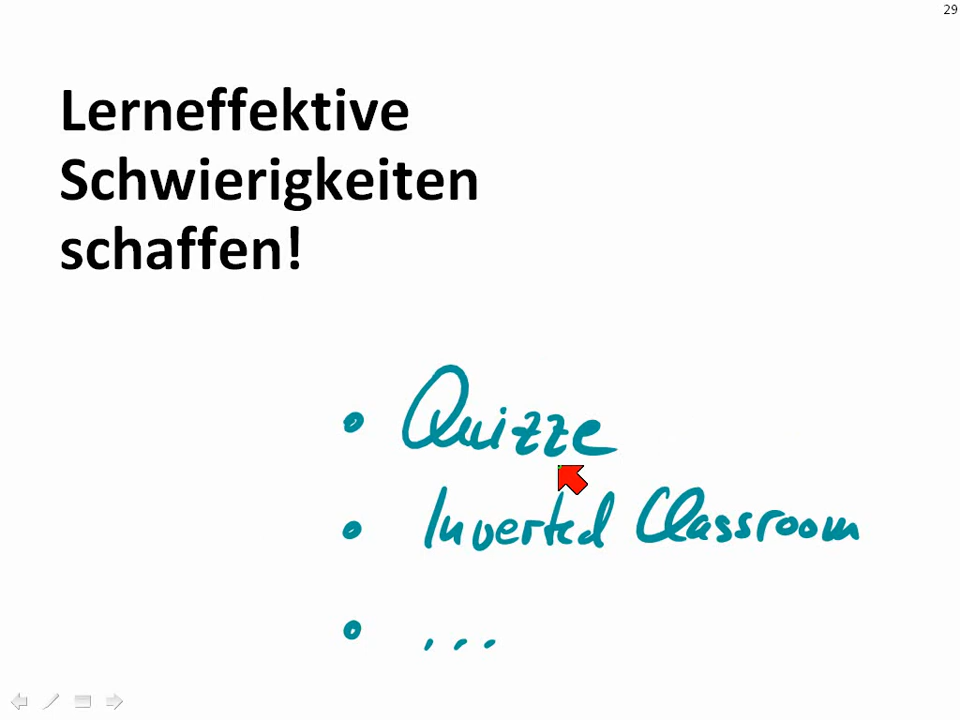 29
Lerneffektive
Schwierigkeiten
schaffen!
• Quizze
• Inverted Classroom
• ...